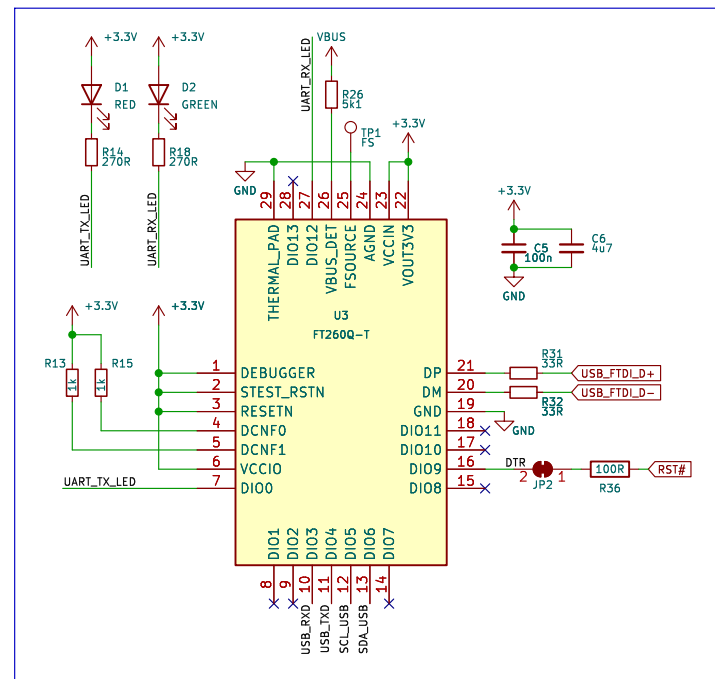 +3.3V
+3.3V
VBUS
D1
RED
D2
GREEN
UART_RX_LED
R26
5k1
TP1
FS
+3.3V
R14
270R
R18
270R
GND
UART_TX_LED
UART_RX_LED
29
28
27
26
25
24
23
22
THERMAL_PAD
DIO13
DIO12
VBUS_DET
FSOURCE
AGND
VCCIN
VOUT3V3
+3.3V
C5
100n
C6
4u7
GND
U3
FT260Q-T
+3.3V
+3.3V
R13
1k
R15
1k
1
DEBUGGER
2
STEST_RSTN
3
RESETN
4
DCNF0
5
DCNF1
6
VCCIO
7
DIO0
UART_TX_LED
DP
21
R31
33R
USB_FTDI_D+
DM
20
R32
33R
USB_FTDI_D-
GND
19
GND
DIO11
18
DIO10
17
DIO9
16
DTR
2
JP2
1
100R
R36
RST#
DIO8
15
DIO1
DIO2
DIO3
DIO4
DIO5
DIO6
DIO7
8
9
10
11
12
13
14
USB_RXD
USB_TXD
SCL_USB
SDA_USB